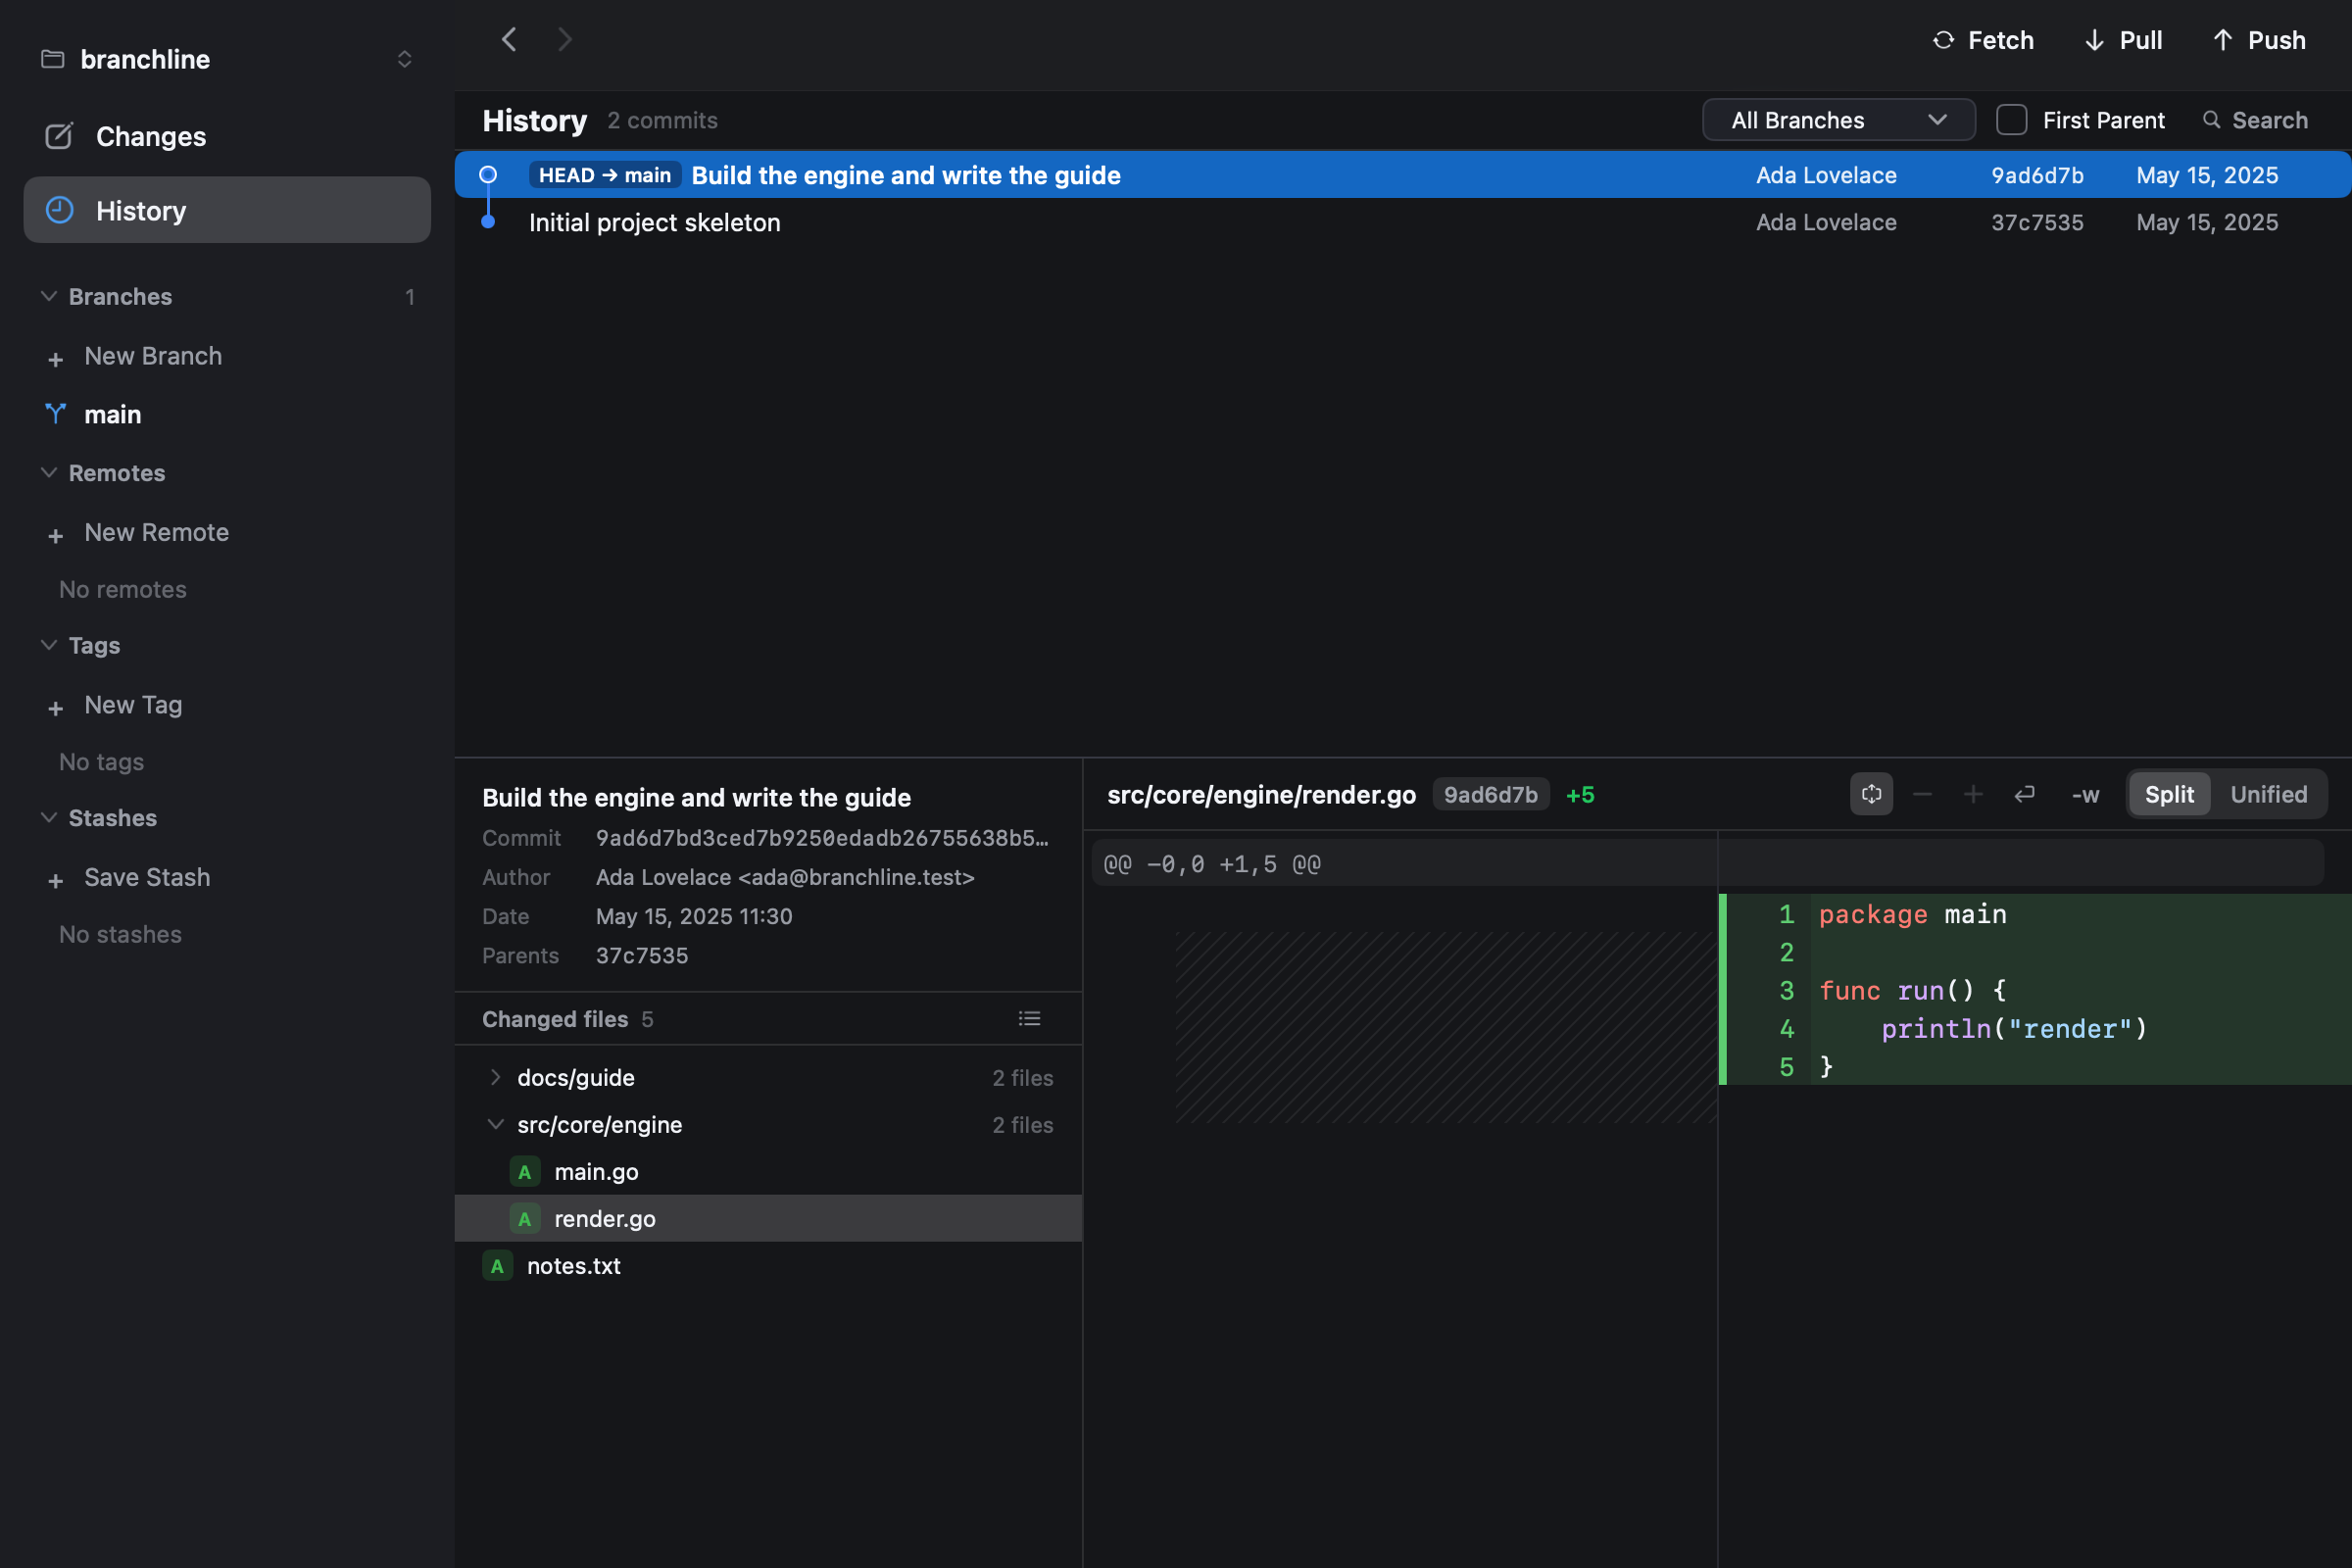 branchline
Changes
History
Branches 1
+ New Branch
main
Remotes
+ New Remote
No remotes
Tags
+ New Tag
No tags
Stashes
+ Save Stash
No stashes
Fetch Pull Push
History 2 commits All Branches First Parent Search
HEAD → main Build the engine and write the guide Ada Lovelace 9ad6d7b May 15, 2025
Initial project skeleton Ada Lovelace 37c7535 May 15, 2025
Build the engine and write the guide
Commit 9ad6d7bd3ced7b9250edadb26755638b5…
Author Ada Lovelace <ada@branchline.test>
Date May 15, 2025 11:30
Parents 37c7535
Changed files 5
docs/guide 2 files
src/core/engine 2 files
A main.go
A render.go
A notes.txt
src/core/engine/render.go 9ad6d7b +5 -w Split Unified
@@ −0,0 +1,5 @@
1 package main
2
3 func run() {
4     println("render")
5 }